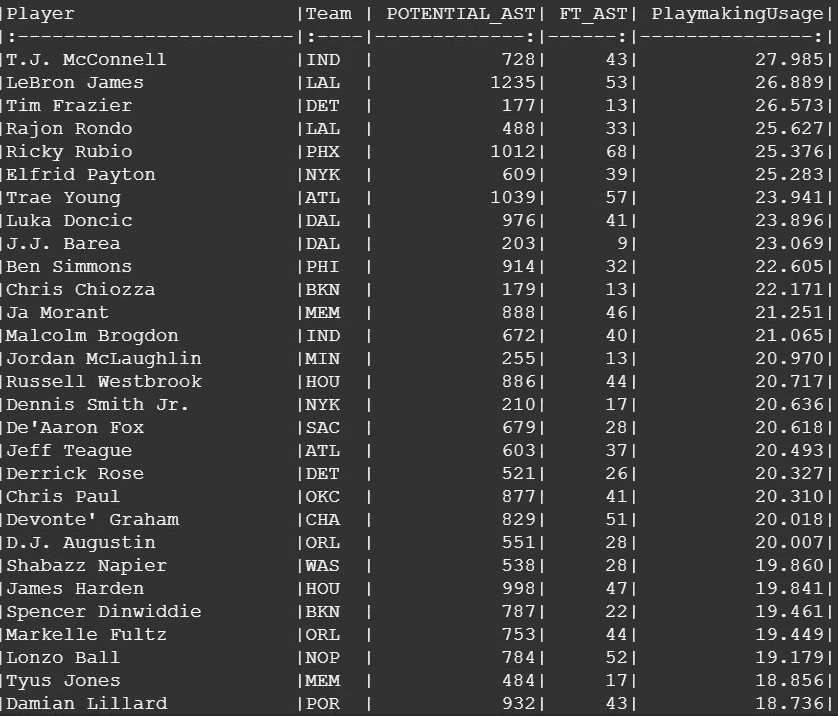 |Player                  |Team | POTENTIAL_AST| FT_AST| PlaymakingUsage|
|:-----------------------|:----|-------------:|------:|---------------:|
|T.J. McConnell          |IND  |           728|     43|          27.985|
|LeBron James            |LAL  |          1235|     53|          26.889|
|Tim Frazier             |DET  |           177|     13|          26.573|
|Rajon Rondo             |LAL  |           488|     33|          25.627|
|Ricky Rubio             |PHX  |          1012|     68|          25.376|
|Elfrid Payton           |NYK  |           609|     39|          25.283|
|Trae Young              |ATL  |          1039|     57|          23.941|
|Luka Doncic             |DAL  |           976|     41|          23.896|
|J.J. Barea              |DAL  |           203|      9|          23.069|
|Ben Simmons             |PHI  |           914|     32|          22.605|
|Chris Chiozza           |BKN  |           179|     13|          22.171|
|Ja Morant               |MEM  |           888|     46|          21.251|
|Malcolm Brogdon         |IND  |           672|     40|          21.065|
|Jordan McLaughlin       |MIN  |           255|     13|          20.970|
|Russell Westbrook       |HOU  |           886|     44|          20.717|
|Dennis Smith Jr.        |NYK  |           210|     17|          20.636|
|De'Aaron Fox            |SAC  |           679|     28|          20.618|
|Jeff Teague             |ATL  |           603|     37|          20.493|
|Derrick Rose            |DET  |           521|     26|          20.327|
|Chris Paul              |OKC  |           877|     41|          20.310|
|Devonte' Graham         |CHA  |           829|     51|          20.018|
|D.J. Augustin           |ORL  |           551|     28|          20.007|
|Shabazz Napier          |WAS  |           538|     28|          19.860|
|James Harden            |HOU  |           998|     47|          19.841|
|Spencer Dinwiddie       |BKN  |           787|     22|          19.461|
|Markelle Fultz          |ORL  |           753|     44|          19.449|
|Lonzo Ball              |NOP  |           784|     52|          19.179|
|Tyus Jones              |MEM  |           484|     17|          18.856|
|Damian Lillard          |POR  |           932|     43|          18.736|